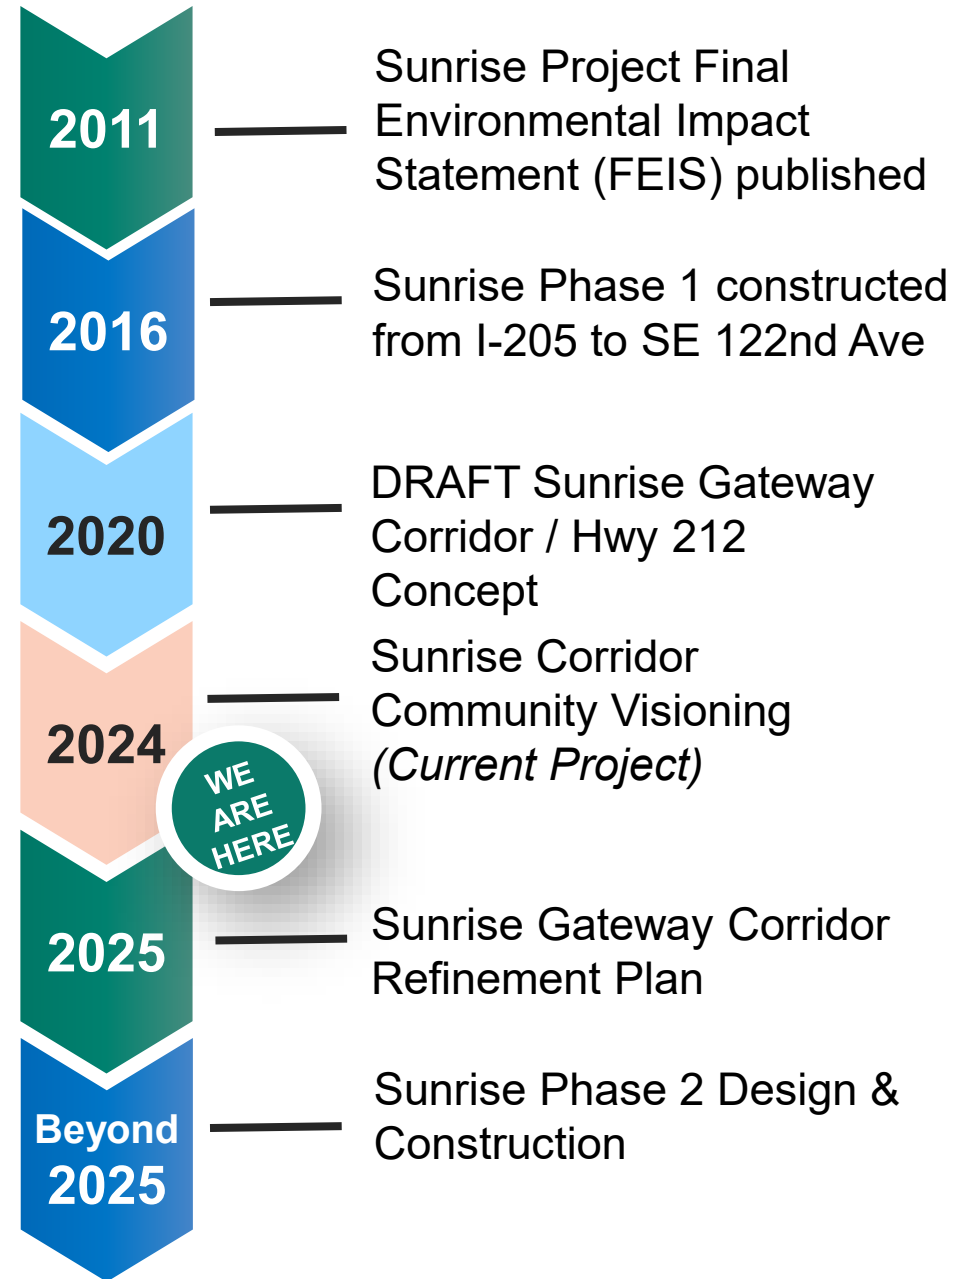 2011
Sunrise Project Final
Environmental Impact
Statement (FEIS) published
2016
Sunrise Phase 1 constructed
from I-205 to SE 122nd Ave
2020
DRAFT Sunrise Gateway
Corridor / Hwy 212
Concept
2024
Sunrise Corridor
Community Visioning
(Current Project)
WE
ARE
HERE
2025
Sunrise Gateway Corridor
Refinement Plan
Beyond
2025
Sunrise Phase 2 Design &
Construction